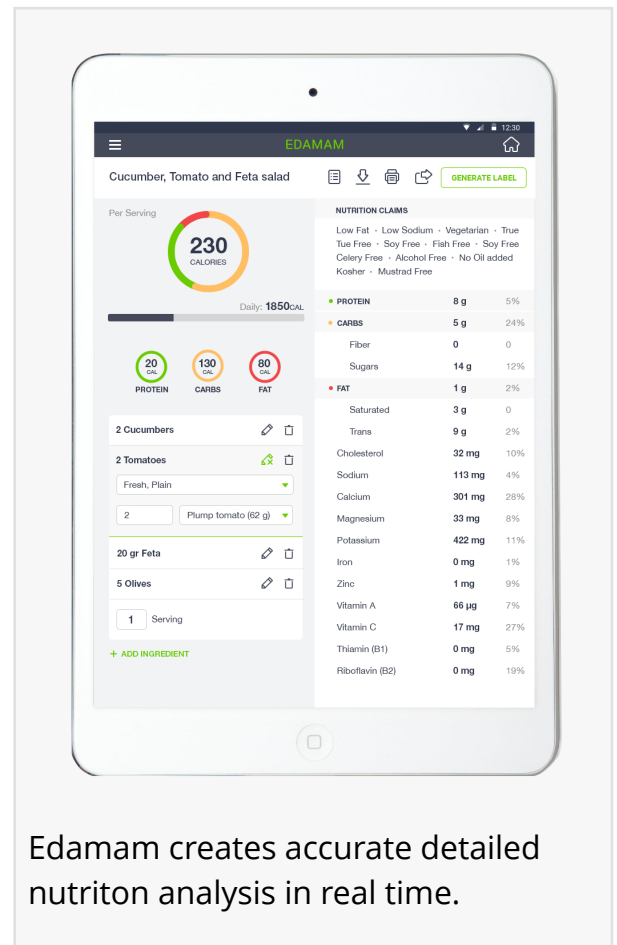 12:30
EDAMAM
Cucumber, Tomato and Feta salad
GENERATE LABEL
Per Serving
230
CALORIES
Daily: 1850CAL
20
CAL
PROTEIN
130
CAL
CARBS
80
CAL
FAT
2 Cucumbers
2 Tomatoes
Fresh, Plain
2
Plump tomato (62 g)
20 gr Feta
5 Olives
1 Serving
+ ADD INGREDIENT
NUTRITION CLAIMS
Low Fat · Low Sodium · Vegetarian · True
Tue Free · Soy Free · Fish Free · Soy Free
Celery Free · Alcohol Free · No Oil added
Kosher · Mustrad Free
• PROTEIN 8 g 5%
• CARBS 5 g 24%
Fiber 0 0
Sugars 14 g 12%
• FAT 1 g 2%
Saturated 3 g 0
Trans 9 g 2%
Cholesterol 32 mg 10%
Sodium 113 mg 4%
Calcium 301 mg 28%
Magnesium 33 mg 8%
Potassium 422 mg 11%
Iron 0 mg 1%
Zinc 1 mg 9%
Vitamin A 66 µg 7%
Vitamin C 17 mg 27%
Thiamin (B1) 0 mg 5%
Riboflavin (B2) 0 mg 19%
Edamam creates accurate detailed
nutriton analysis in real time.